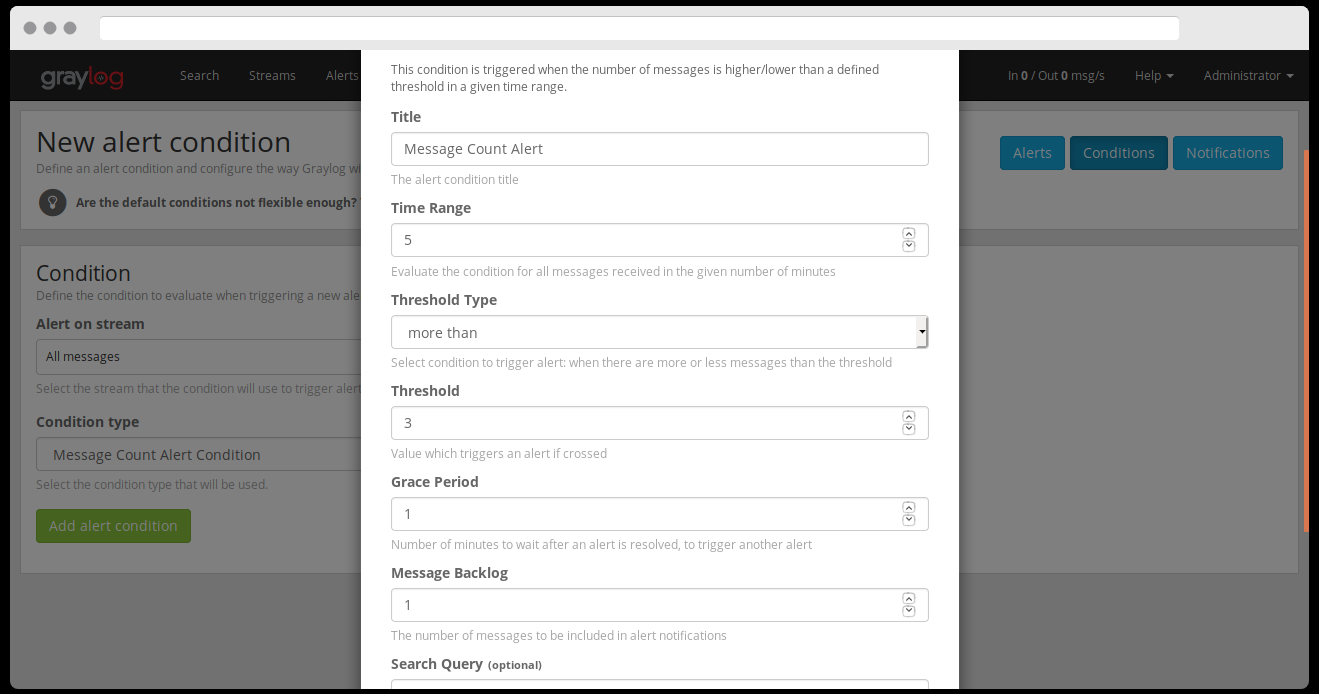 graylog
Search
Streams
Alerts
In 0 / Out 0 msg/s
Help
Administrator
New alert condition
Define an alert condition and configure the way Graylog
Are the default conditions not flexible enough?
Alerts
Conditions
Notifications
Condition
Define the condition to evaluate when triggering a new
Alert on stream
All messages
Select the stream that the condition will use to trigger
Condition type
Message Count Alert Condition
Select the condition type that will be used.
Add alert condition
This condition is triggered when the number of messages is higher/lower than a defined
threshold in a given time range.
Title
Message Count Alert
The alert condition title
Time Range
5
Evaluate the condition for all messages received in the given number of minutes
Threshold Type
more than
Select condition to trigger alert: when there are more or less messages than the threshold
Threshold
3
Value which triggers an alert if crossed
Grace Period
1
Number of minutes to wait after an alert is resolved, to trigger another alert
Message Backlog
1
The number of messages to be included in alert notifications
Search Query (optional)